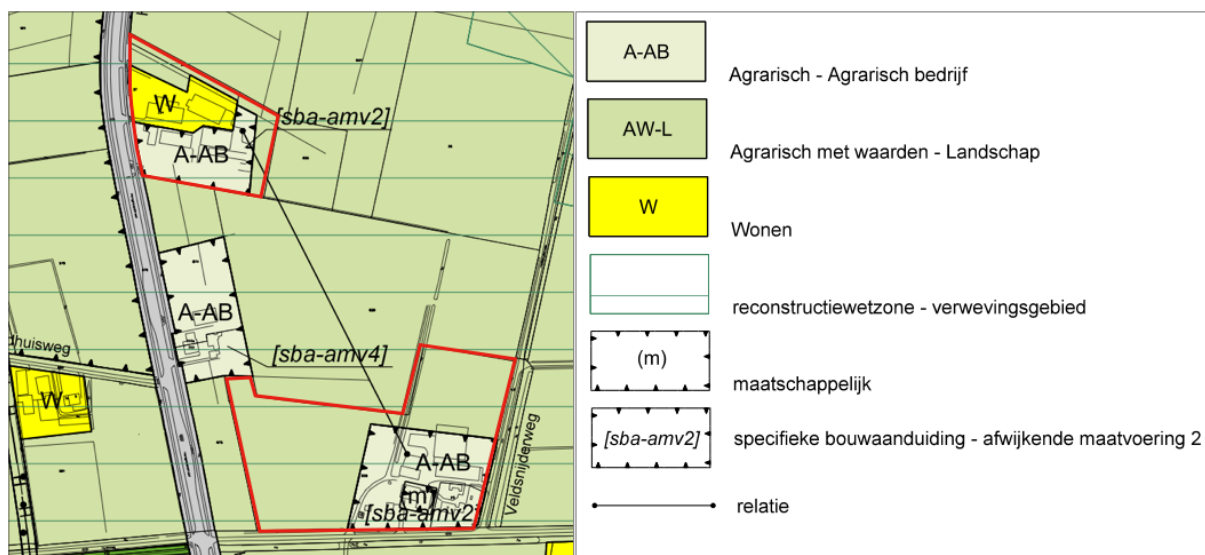 W
[sba-amv2]
A-AB
A-AB
[sba-amv4]
dhuisweg
W
A-AB
(m)
[sba-amv2]
Veldsnijderweg
A-AB
Agrarisch - Agrarisch bedrijf
AW-L
Agrarisch met waarden - Landschap
W
Wonen
reconstructiewetzone - verwevingsgebied
(m)
maatschappelijk
[sba-amv2]
specifieke bouwaanduiding - afwijkende maatvoering 2
relatie